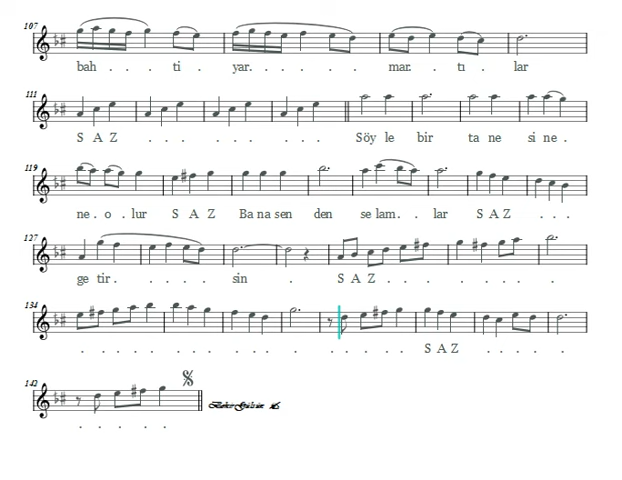 107
bah . . . ti . yar. . . . . . mar. . tı . lar
111
S A Z . . . . . . . . Söy le bir ta ne si ne .
119
ne . o . lur S A Z Ba na sen den se lam. . lar S A Z . . .
127
ge tir . . . . . sin . S A Z . . . . . . .
134
. . . . . . . . . . . . . . . . S A Z . . . . .
142
. . . . .